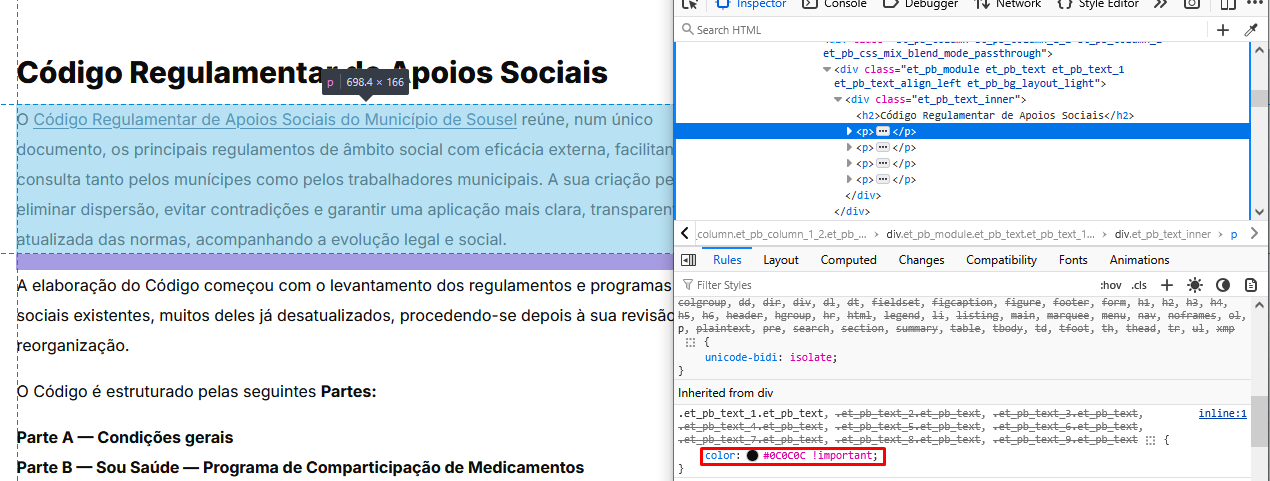 Código Regulamentar de Apoios Sociais
p 698.4 × 166
O Código Regulamentar de Apoios Sociais do Município de Sousel reúne, num único
documento, os principais regulamentos de âmbito social com eficácia externa, facilitan
consulta tanto pelos munícipes como pelos trabalhadores municipais. A sua criação pe
eliminar dispersão, evitar contradições e garantir uma aplicação mais clara, transparen
atualizada das normas, acompanhando a evolução legal e social.
A elaboração do Código começou com o levantamento dos regulamentos e programas
sociais existentes, muitos deles já desatualizados, procedendo-se depois à sua revisão
reorganização.
O Código é estruturado pelas seguintes Partes:
Parte A — Condições gerais
Parte B — Sou Saúde — Programa de Comparticipação de Medicamentos
Inspector Console Debugger Network Style Editor
Search HTML
et_pb_css_mix_blend_mode_passthrough">
<div class="et_pb_module et_pb_text et_pb_text_1
et_pb_text_align_left et_pb_bg_layout_light">
<div class="et_pb_text_inner">
<h2>Código Regulamentar de Apoios Sociais</h2>
<p> ••• </p>
<p> ••• </p>
<p> ••• </p>
<p> ••• </p>
</div>
</div>
_column.et_pb_column_1_2.et_pb_… > div.et_pb_module.et_pb_text.et_pb_text_1… > div.et_pb_text_inner > p
Rules Layout Computed Changes Compatibility Fonts Animations
Filter Styles :hov .cls
colgroup, dd, dir, div, dl, dt, fieldset, figcaption, figure, footer, form, h1, h2, h3, h4,
h5, h6, header, hgroup, hr, html, legend, li, listing, main, marquee, menu, nav, noframes, ol,
p, plaintext, pre, search, section, summary, table, tbody, td, tfoot, th, thead, tr, ul, xmp
{
unicode-bidi: isolate;
}
Inherited from div
.et_pb_text_1.et_pb_text, .et_pb_text_2.et_pb_text, .et_pb_text_3.et_pb_text, inline:1
.et_pb_text_4.et_pb_text, .et_pb_text_5.et_pb_text, .et_pb_text_6.et_pb_text,
.et_pb_text_7.et_pb_text, .et_pb_text_8.et_pb_text, .et_pb_text_9.et_pb_text {
color: #0C0C0C !important;
}